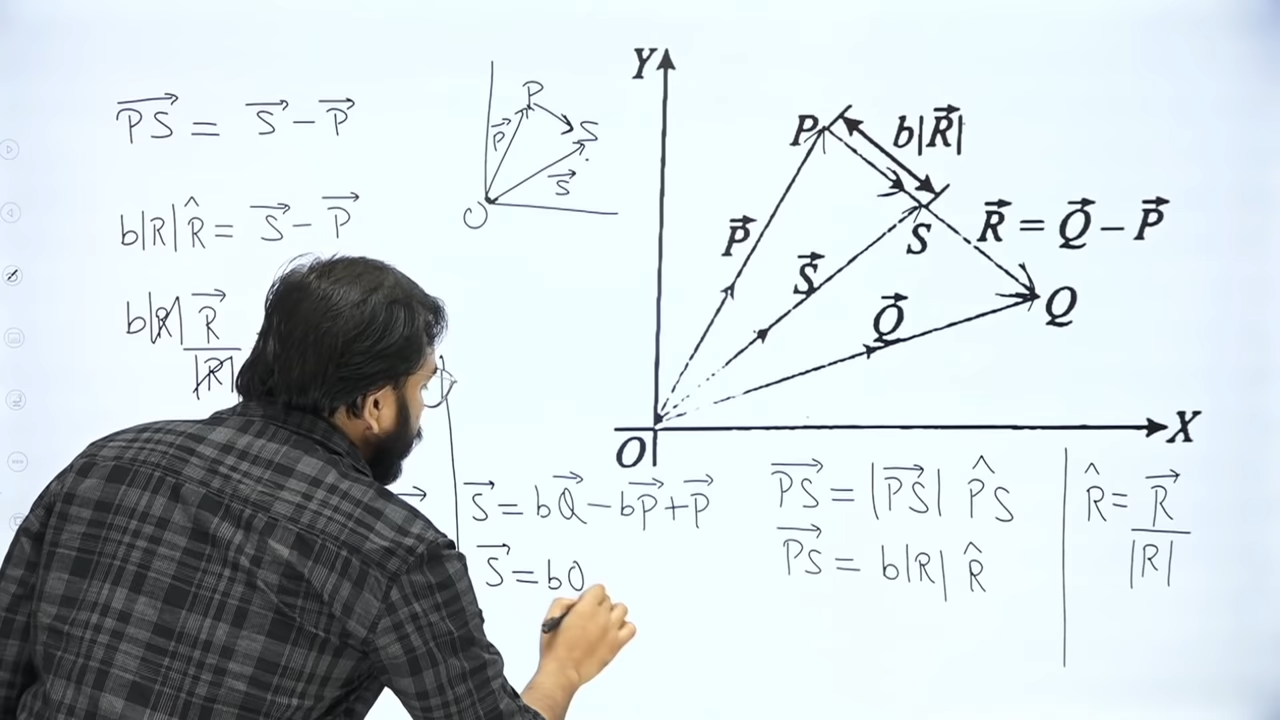 PS⃗ = S⃗ − P⃗
b|R| R̂ = S⃗ − P⃗
b|R| R⃗
|R|
P
P⃗
S
S⃗
O
Y
P
b|R⃗|
P⃗
S⃗
S
R⃗ = Q⃗ − P⃗
Q⃗
Q
O
X
S⃗ = bQ⃗ − bP⃗ + P⃗
S⃗ = bQ
PS⃗ = |PS⃗| P̂S
PS⃗ = b|R| R̂
R̂ = R⃗
|R|